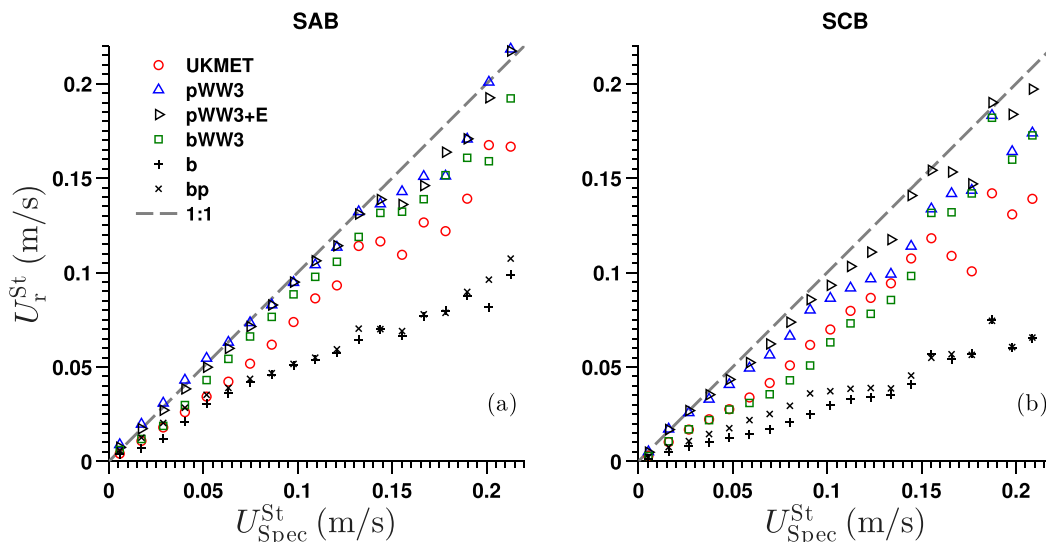 SAB
SCB
UKMET
pWW3
pWW3+E
bWW3
b
bp
1:1
U_r^St (m/s)
0.2
0.15
0.1
0.05
0
0 0.05 0.1 0.15 0.2
U_Spec^St (m/s)
(a)
0.2
0.15
0.1
0.05
0
0 0.05 0.1 0.15 0.2
U_Spec^St (m/s)
(b)